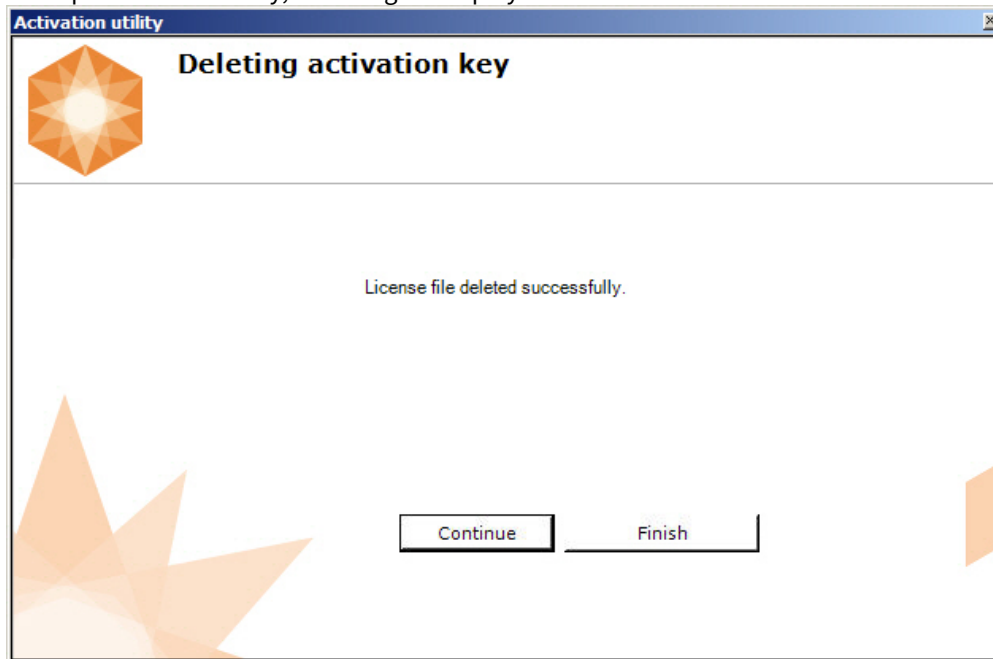 Activation utility
Deleting activation key
License file deleted successfully.
Continue
Finish